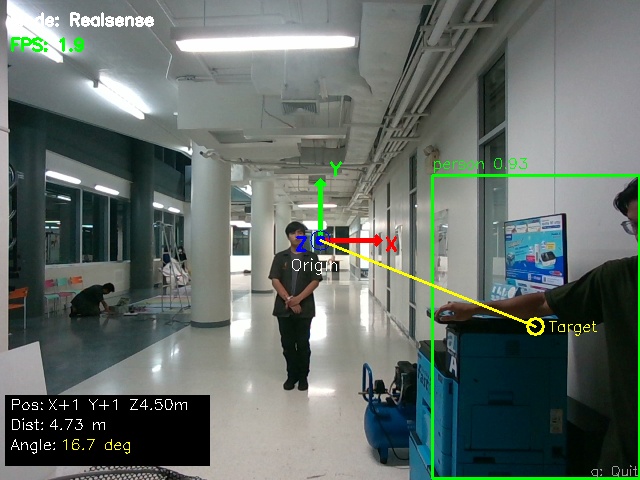 Mode: Realsense
FPS: 1.9
person 0.93
Y
Z
X
Origin
Target
Pos: X+1 Y+1 Z4.50m
Dist: 4.73 m
Angle: 16.7 deg
q: Quit